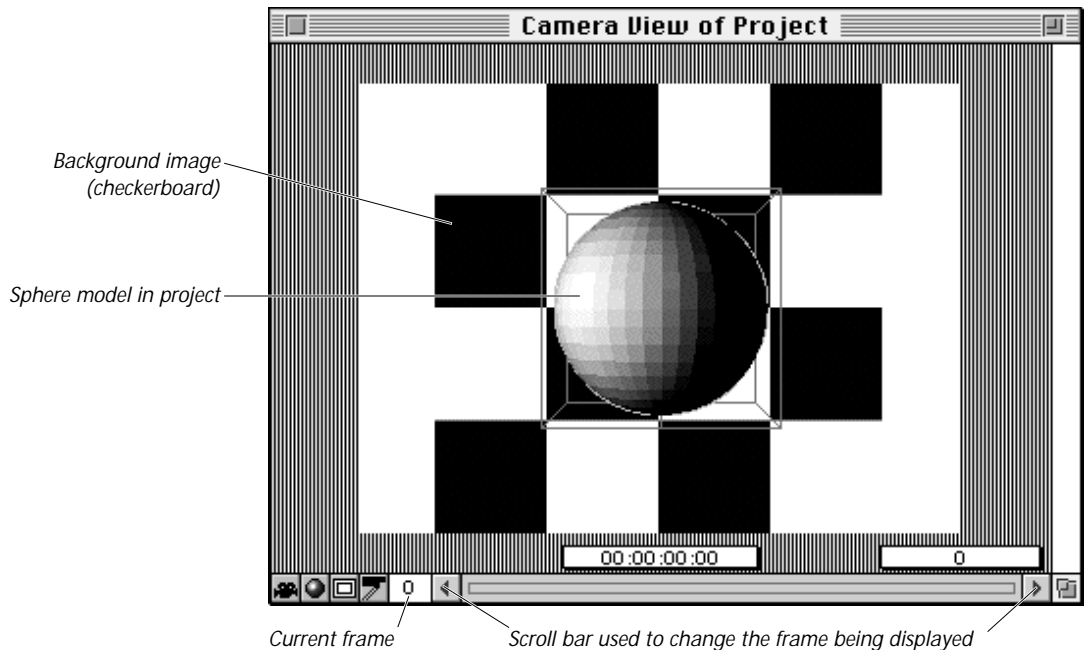 Camera View of Project
Background image
(checkerboard)
Sphere model in project
00:00:00:00
0
0
Current frame
Scroll bar used to change the frame being displayed